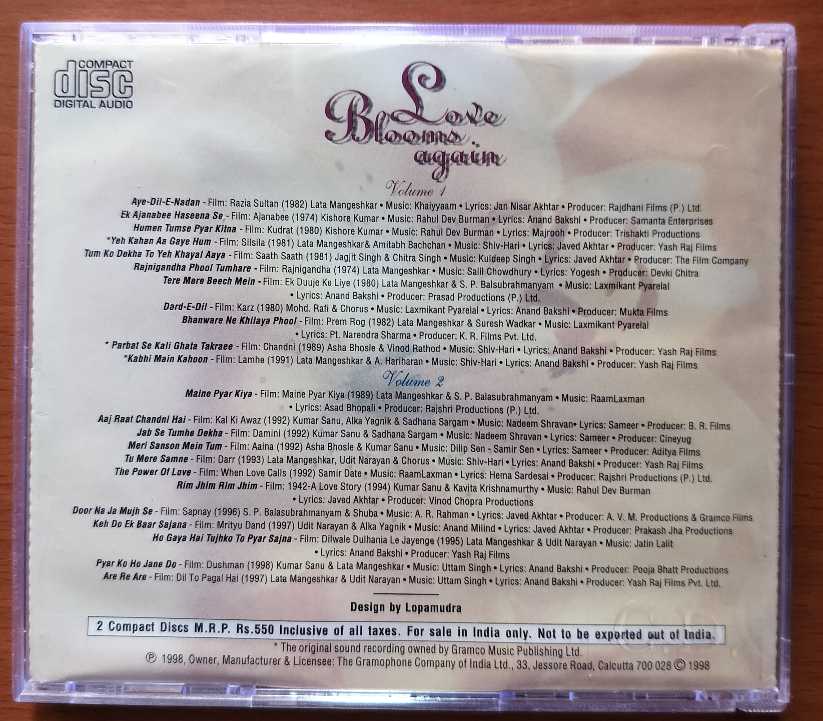 COMPACT
disc
DIGITAL AUDIO
Love
Blooms
again
Volume 1
Aye-Dil-E-Nadan - Film: Razia Sultan (1982) Lata Mangeshkar • Music: Khaiyyaam • Lyrics: Jan Nisar Akhtar • Producer: Rajdhani Films (P.) Ltd.
Ek Ajanabee Haseena Se - Film: Ajanabee (1974) Kishore Kumar • Music: Rahul Dev Burman • Lyrics: Anand Bakshi • Producer: Samanta Enterprises
Humen Tumse Pyar Kitna - Film: Kudrat (1980) Kishore Kumar • Music: Rahul Dev Burman • Lyrics: Majrooh • Producer: Trishakti Productions
*Yeh Kahan Aa Gaye Hum - Film: Silsila (1981) Lata Mangeshkar & Amitabh Bachchan • Music: Shiv-Hari • Lyrics: Javed Akhtar • Producer: Yash Raj Films
Tum Ko Dekha To Yeh Khayal Aaya - Film: Saath Saath (1981) Jagjit Singh & Chitra Singh • Music: Kuldeep Singh • Lyrics: Javed Akhtar • Producer: The Film Company
Rajnigandha Phool Tumhare - Film: Rajnigandha (1974) Lata Mangeshkar • Music: Salil Chowdhury • Lyrics: Yogesh • Producer: Devki Chitra
Tere Mere Beech Mein - Film: Ek Duuje Ke Liye (1980) Lata Mangeshkar & S. P. Balsubrahmanyam • Music: Laxmikant Pyarelal
• Lyrics: Anand Bakshi • Producer: Prasad Productions (P.) Ltd.
Dard-E-Dil - Film: Karz (1980) Mohd. Rafi & Chorus • Music: Laxmikant Pyarelal • Lyrics: Anand Bakshi • Producer: Mukta Films
Bhanware Ne Khilaya Phool - Film: Prem Rog (1982) Lata Mangeshkar & Suresh Wadkar • Music: Laxmikant Pyarelal
• Lyrics: Pt. Narendra Sharma • Producer: K. R. Films Pvt. Ltd.
* Parbat Se Kali Ghata Takraee - Film: Chandni (1989) Asha Bhosle & Vinod Rathod • Music: Shiv-Hari • Lyrics: Anand Bakshi • Producer: Yash Raj Films
*Kabhi Main Kahoon - Film: Lamhe (1991) Lata Mangeshkar & A. Hariharan • Music: Shiv-Hari • Lyrics: Anand Bakshi • Producer: Yash Raj Films
Volume 2
Maine Pyar Kiya - Film: Maine Pyar Kiya (1989) Lata Mangeshkar & S. P. Balasubrahmanyam • Music: RaamLaxman
• Lyrics: Asad Bhopali • Producer: Rajshri Productions (P.) Ltd.
Aaj Raat Chandni Hai - Film: Kal Ki Awaz (1992) Kumar Sanu, Alka Yagnik & Sadhana Sargam • Music: Nadeem Shravan • Lyrics: Sameer • Producer: B. R. Films
Jab Se Tumhe Dekha - Film: Damini (1992) Kumar Sanu & Sadhana Sargam • Music: Nadeem Shravan • Lyrics: Sameer • Producer: Cineyug
Meri Sanson Mein Tum - Film: Aaina (1992) Asha Bhosle & Kumar Sanu • Music: Dilip Sen - Samir Sen • Lyrics: Sameer • Producer: Aditya Films
Tu Mere Samne - Film: Darr (1993) Lata Mangeshkar, Udit Narayan & Chorus • Music: Shiv-Hari • Lyrics: Anand Bakshi • Producer: Yash Raj Films
The Power Of Love - Film: When Love Calls (1992) Samir Date • Music: RaamLaxman • Lyrics: Hema Sardesai • Producer: Rajshri Productions (P.) Ltd.
Rim Jhim Rim Jhim - Film: 1942-A Love Story (1994) Kumar Sanu & Kavita Krishnamurthy • Music: Rahul Dev Burman
• Lyrics: Javed Akhtar • Producer: Vinod Chopra Productions
Door Na Ja Mujh Se - Film: Sapnay (1996) S. P. Balasubrahmanyam & Shuba • Music: A. R. Rahman • Lyrics: Javed Akhtar • Producer: A. V. M. Productions & Gramco Films
Keh Do Ek Baar Sajana - Film: Mrityu Dand (1997) Udit Narayan & Alka Yagnik • Music: Anand Milind • Lyrics: Javed Akhtar • Producer: Prakash Jha Productions
Ho Gaya Hai Tujhko To Pyar Sajna - Film: Dilwale Dulhania Le Jayenge (1995) Lata Mangeshkar & Udit Narayan • Music: Jatin Lalit
• Lyrics: Anand Bakshi • Producer: Yash Raj Films
Pyar Ko Ho Jane Do - Film: Dushman (1998) Kumar Sanu & Lata Mangeshkar • Music: Uttam Singh • Lyrics: Anand Bakshi • Producer: Pooja Bhatt Productions
Are Re Are - Film: Dil To Pagal Hai (1997) Lata Mangeshkar & Udit Narayan • Music: Uttam Singh • Lyrics: Anand Bakshi • Producer: Yash Raj Films Pvt. Ltd.
Design by Lopamudra
2 Compact Discs M.R.P. Rs.550 Inclusive of all taxes. For sale in India only. Not to be exported out of India.
* The original sound recording owned by Gramco Music Publishing Ltd.
℗ 1998, Owner, Manufacturer & Licensee: The Gramophone Company of India Ltd., 33, Jessore Road, Calcutta 700 028 © 1998